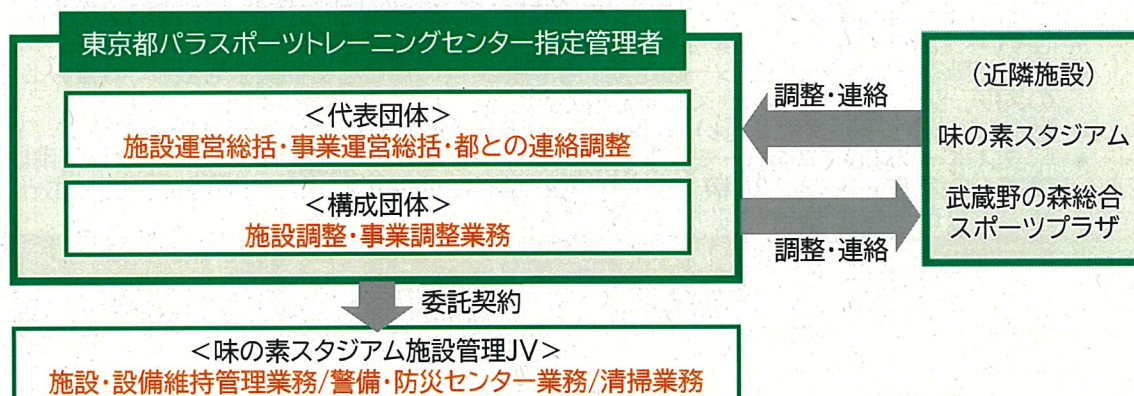 東京都パラスポーツトレーニングセンター指定管理者
＜代表団体＞
施設運営総括・事業運営総括・都との連絡調整
＜構成団体＞
施設調整・事業調整業務
調整・連絡
調整・連絡
（近隣施設）
味の素スタジアム
武蔵野の森総合
スポーツプラザ
委託契約
＜味の素スタジアム施設管理JV＞
施設・設備維持管理業務/警備・防災センター業務/清掃業務